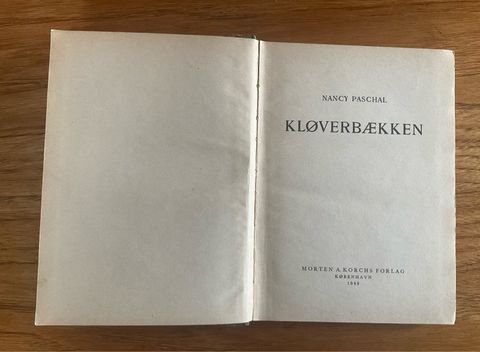 NANCY PASCHAL
KLØVERBÆKKEN
MORTEN A. KORCHS FORLAG
KØBENHAVN